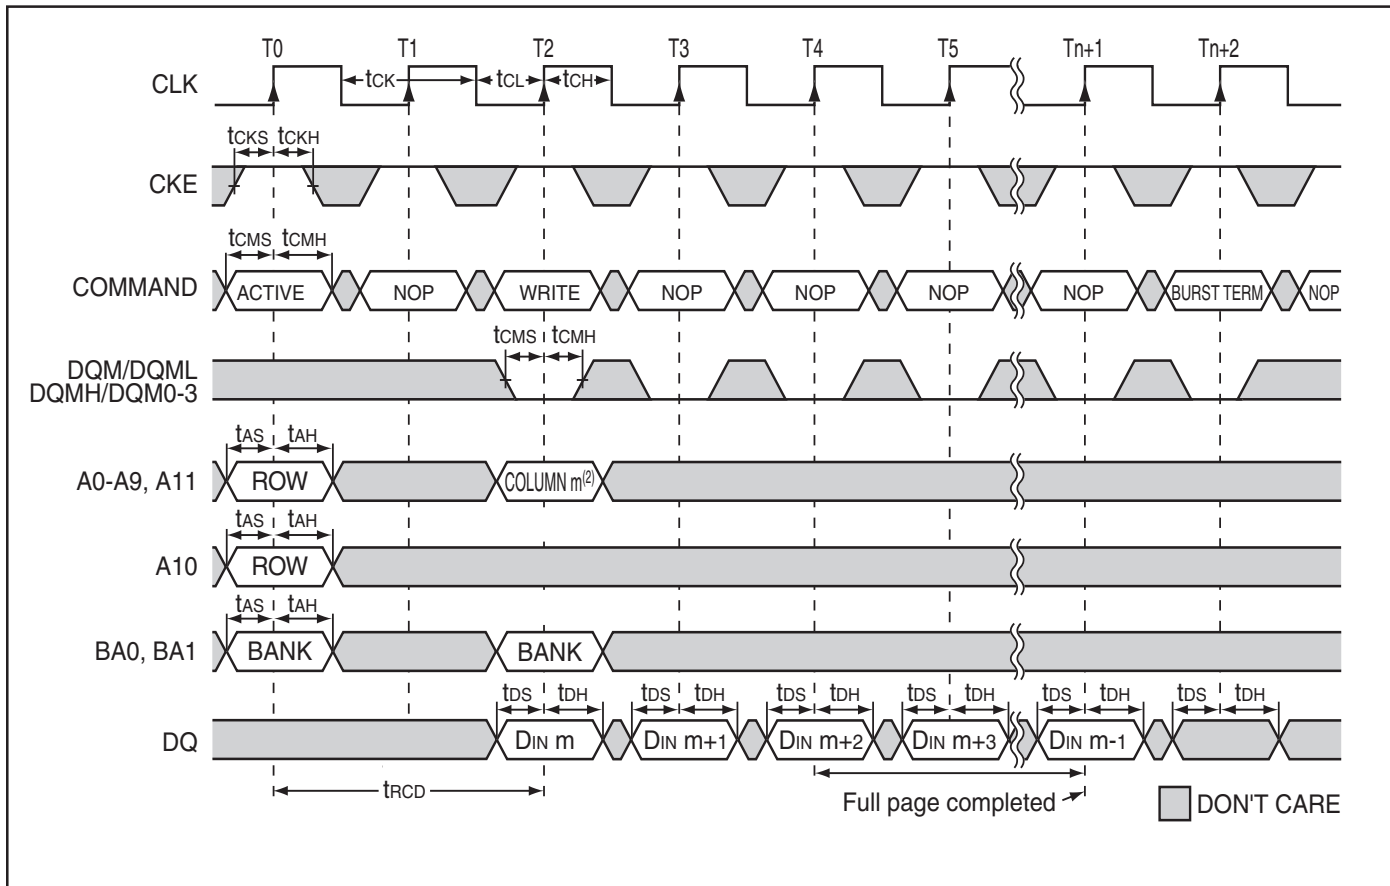 T0 T1 T2 T3 T4 T5 Tn+1 Tn+2
CLK tCK tCL tCH
tCKS tCKH
CKE
tCMS tCMH
COMMAND ACTIVE NOP WRITE NOP NOP NOP NOP BURST TERM NOP
tCMS tCMH
DQM/DQML
DQMH/DQM0-3
tAS tAH
A0-A9, A11 ROW COLUMN m(2)
tAS tAH
A10 ROW
tAS tAH
BA0, BA1 BANK BANK
tDS tDH tDS tDH tDS tDH tDS tDH tDS tDH tDS tDH
DQ DIN m DIN m+1 DIN m+2 DIN m+3 DIN m-1
tRCD
Full page completed
DON'T CARE